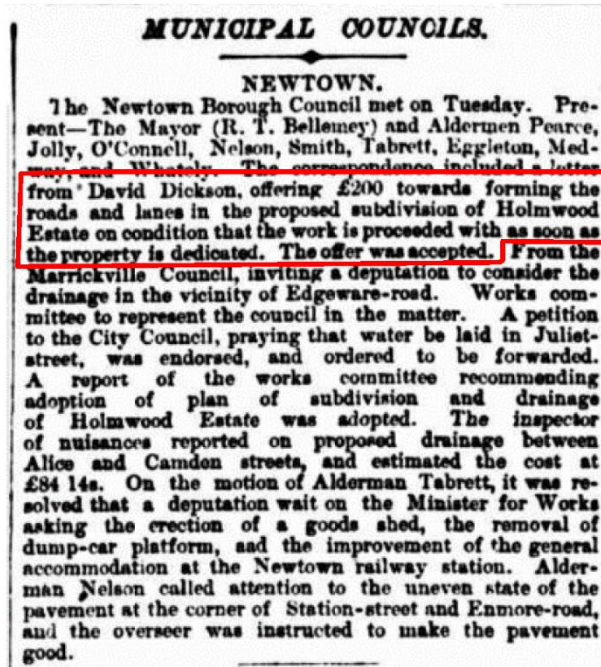 MUNICIPAL COUNCILS.
NEWTOWN.
The Newtown Borough Council met on Tuesday. Pre-
sent—The Mayor (R. T. Bellemey) and Aldermen Pearce,
Jolly, O'Connell, Nelson, Smith, Tabrett, Eggleton, Med-
way and Whately. The correspondence included a letter
from David Dickson, offering £200 towards forming the
roads and lanes in the proposed subdivision of Holmwood
Estate on condition that the work is proceeded with as soon as
the property is dedicated. The offer was accepted. From the
Marrickville Council, inviting a deputation to consider the
drainage in the vicinity of Edgeware-road. Works com-
mittee to represent the council in the matter. A petition
to the City Council, praying that water be laid in Juliet-
street, was endorsed, and ordered to be forwarded.
A report of the works committee recommending
adoption of plan of subdivision and drainage
of Holmwood Estate was adopted. The inspector
of nuisances reported on proposed drainage between
Alice and Camden streets, and estimated the cost at
£84 14s. On the motion of Alderman Tabrett, it was re-
solved that a deputation wait on the Minister for Works
asking the erection of a goods shed, the removal of
dump-car platform, and the improvement of the general
accommodation at the Newtown railway station. Alder-
man Nelson called attention to the uneven state of the
pavement at the corner of Station-street and Enmore-road,
and the overseer was instructed to make the pavement
good.